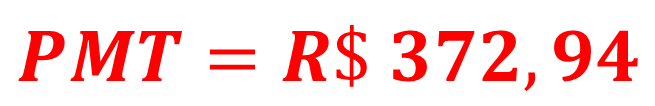 PMT = R$ 372,94